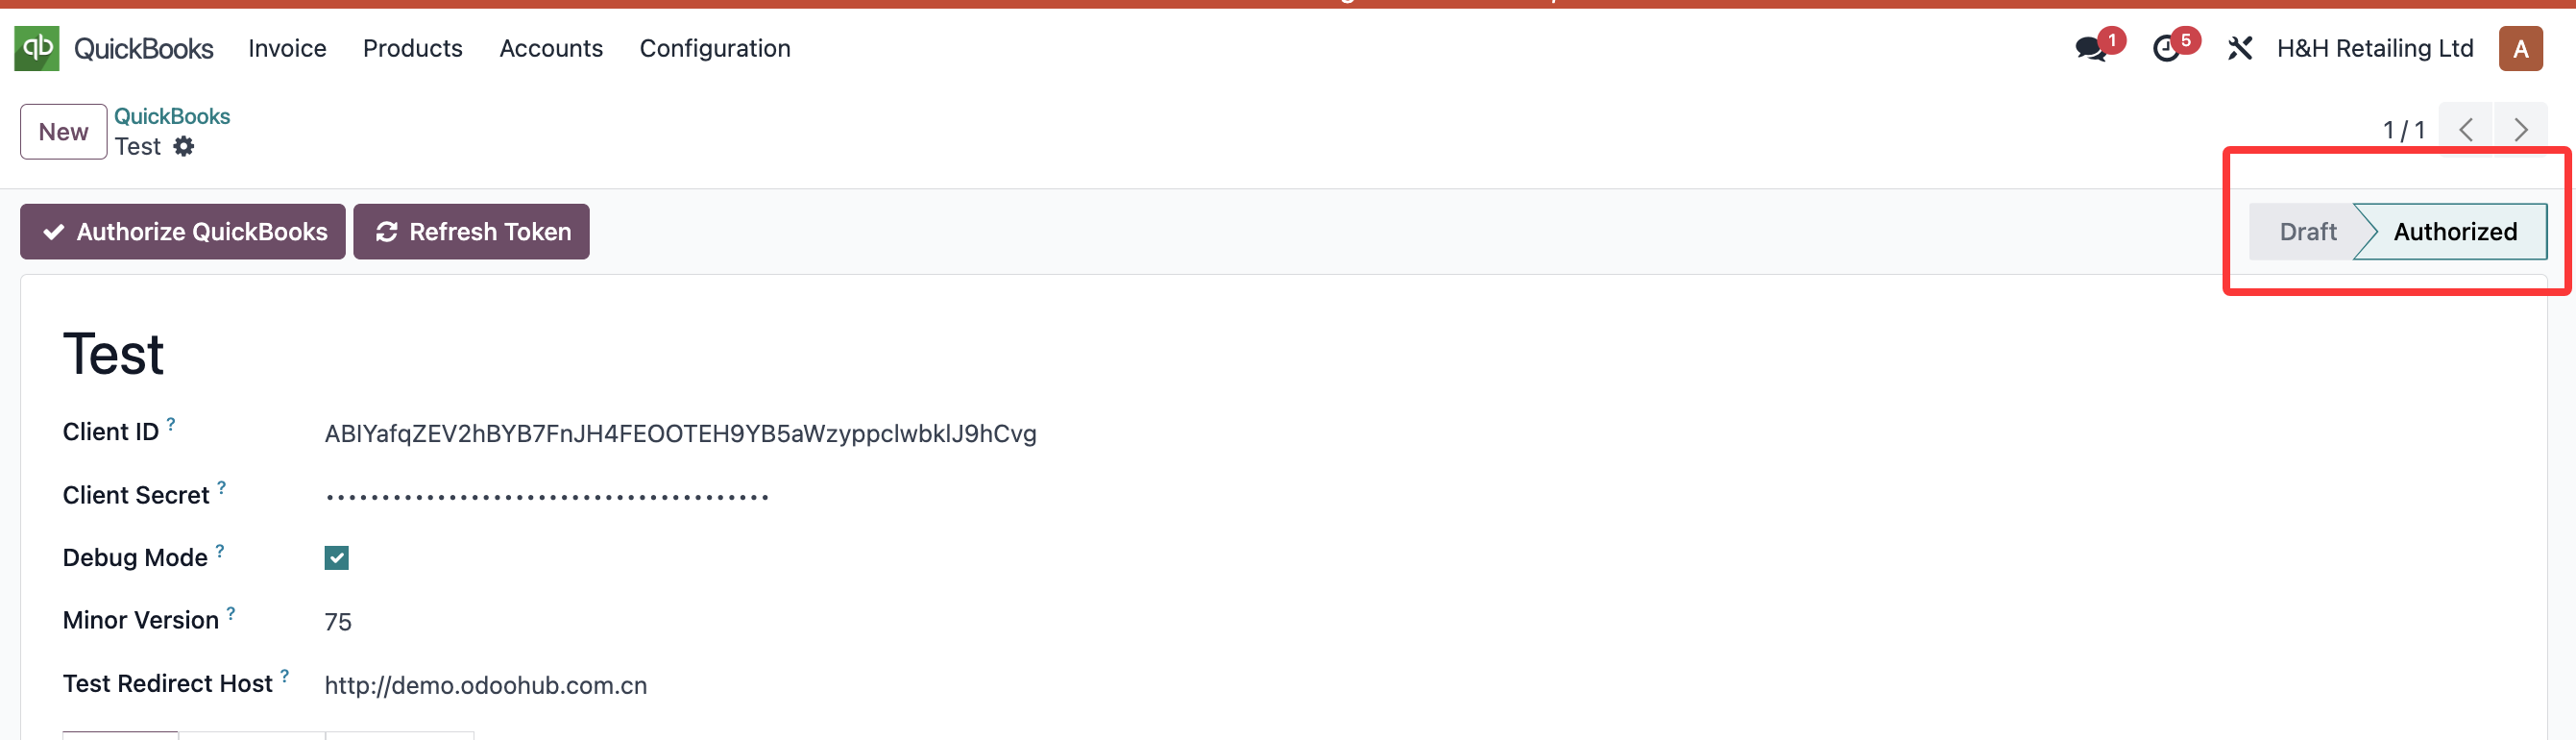 qb QuickBooks Invoice Products Accounts Configuration 1 5 H&H Retailing Ltd A
New QuickBooks
Test
1 / 1
Authorize QuickBooks Refresh Token Draft Authorized
Test
Client ID ? ABIYafqZEV2hBYB7FnJH4FEOOTEH9YB5aWzyppclwbklJ9hCvg
Client Secret ? ••••••••••••••••••••••••••••••••••••••••
Debug Mode ?
Minor Version ? 75
Test Redirect Host ? http://demo.odoohub.com.cn